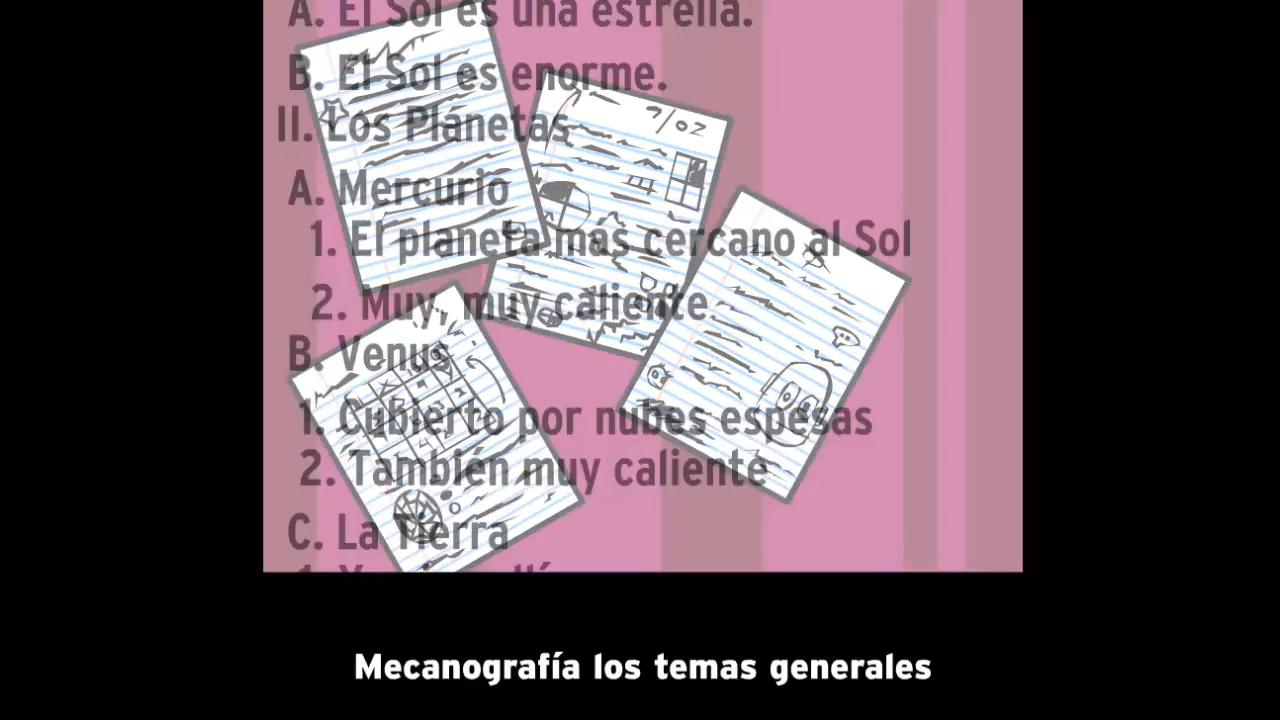 A. El Sol es una estrella.
B. El Sol es enorme.
II. Los Plánetas
A. Mercurio
1. El planeta mas cercano al Sol
2. Muy, muy caliente.
B. Venus
1. Cubierto por nubes espesas
2. También muy caliente
C. La Tierra
7/02
Mecanografía los temas generales